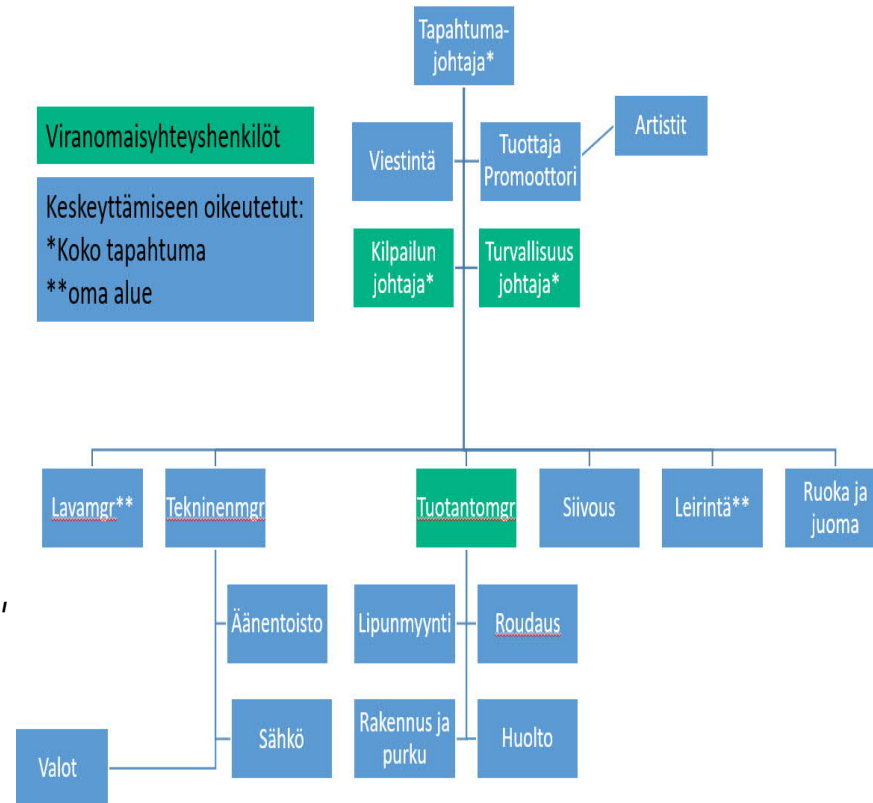 Tapahtuma-
johtaja*
Viranomaisyhteyshenkilöt
Keskeyttämiseen oikeutetut:
*Koko tapahtuma
**oma alue
Viestintä
Tuottaja
Promoottori
Artistit
Kilpailun
johtaja*
Turvallisuus
johtaja*
Lavamgr**
Tekninenmgr
Tuotantomgr
Siivous
Leirintä**
Ruoka ja
juoma
,
Äänentoisto
Lipunmyynti
Roudaus
Valot
Sähkö
Rakennus ja
purku
Huolto